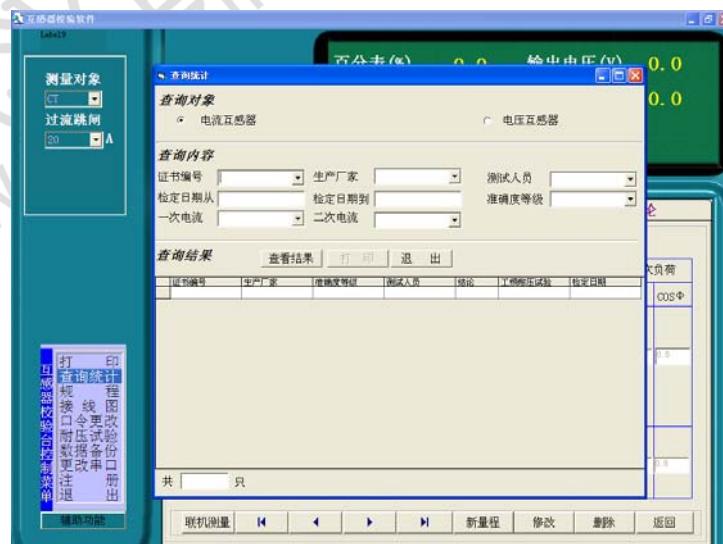 互感器校验软件
Label9
百分表(%) 0.0 输出电压(V) 0.0
0.0
测量对象
CT
过流跳闸
20 A
查询统计
查询对象
电流互感器 电压互感器
查询内容
证书编号 生产厂家 测试人员
检定日期从 检定日期到 准确度等级
一次电流 二次电流
查询结果 查看结果 打 印 退 出
证书编号 生产厂家 准确度等级 测试人员 结论 工频耐压试验 检定日期
共 只
论
次负荷
COSΦ
0.8
0.8
互感器校验台控制菜单
打 印
查询统计
规 程
接 线 图
口令更改
耐压试验
数据备份
更改串口
注 册
退 出
辅助功能
联机测量 新量程 修改 删除 返回